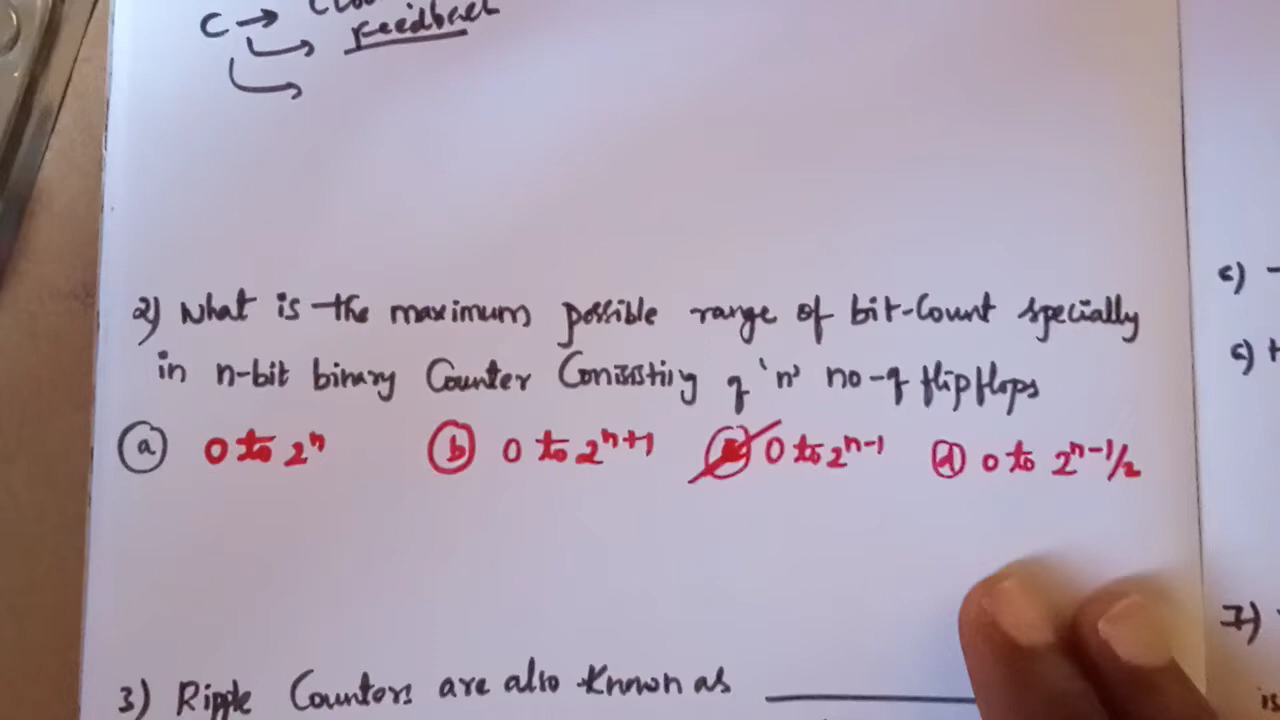 C →
feedback
2) What is the maximum possible range of bit-Count specially
in n-bit binary Counter Consisting of 'n' no-of flipflops
(a) 0 to 2ⁿ (b) 0 to 2ⁿ⁺¹ 0 to 2ⁿ⁻¹ (d) 0 to 2ⁿ⁻¹/2
3) Ripple Counters are also Known as
c)
7)
is